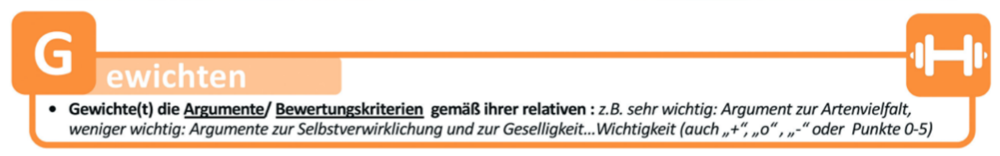 Gewichten
• Gewichte(t) die Argumente/ Bewertungskriterien gemäß ihrer relativen : z.B. sehr wichtig: Argument zur Artenvielfalt,
weniger wichtig: Argumente zur Selbstverwirklichung und zur Geselligkeit...Wichtigkeit (auch „+“, „o“ , „-“ oder Punkte 0-5)